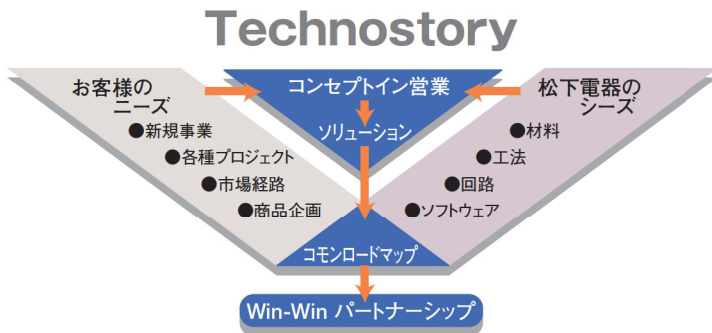 Technostory
お客様の
ニーズ
●新規事業
●各種プロジェクト
●市場経路
●商品企画
コンセプトイン営業
ソリューション
松下電器の
シーズ
●材料
●工法
●回路
●ソフトウェア
コモンロードマップ
Win-Win パートナーシップ